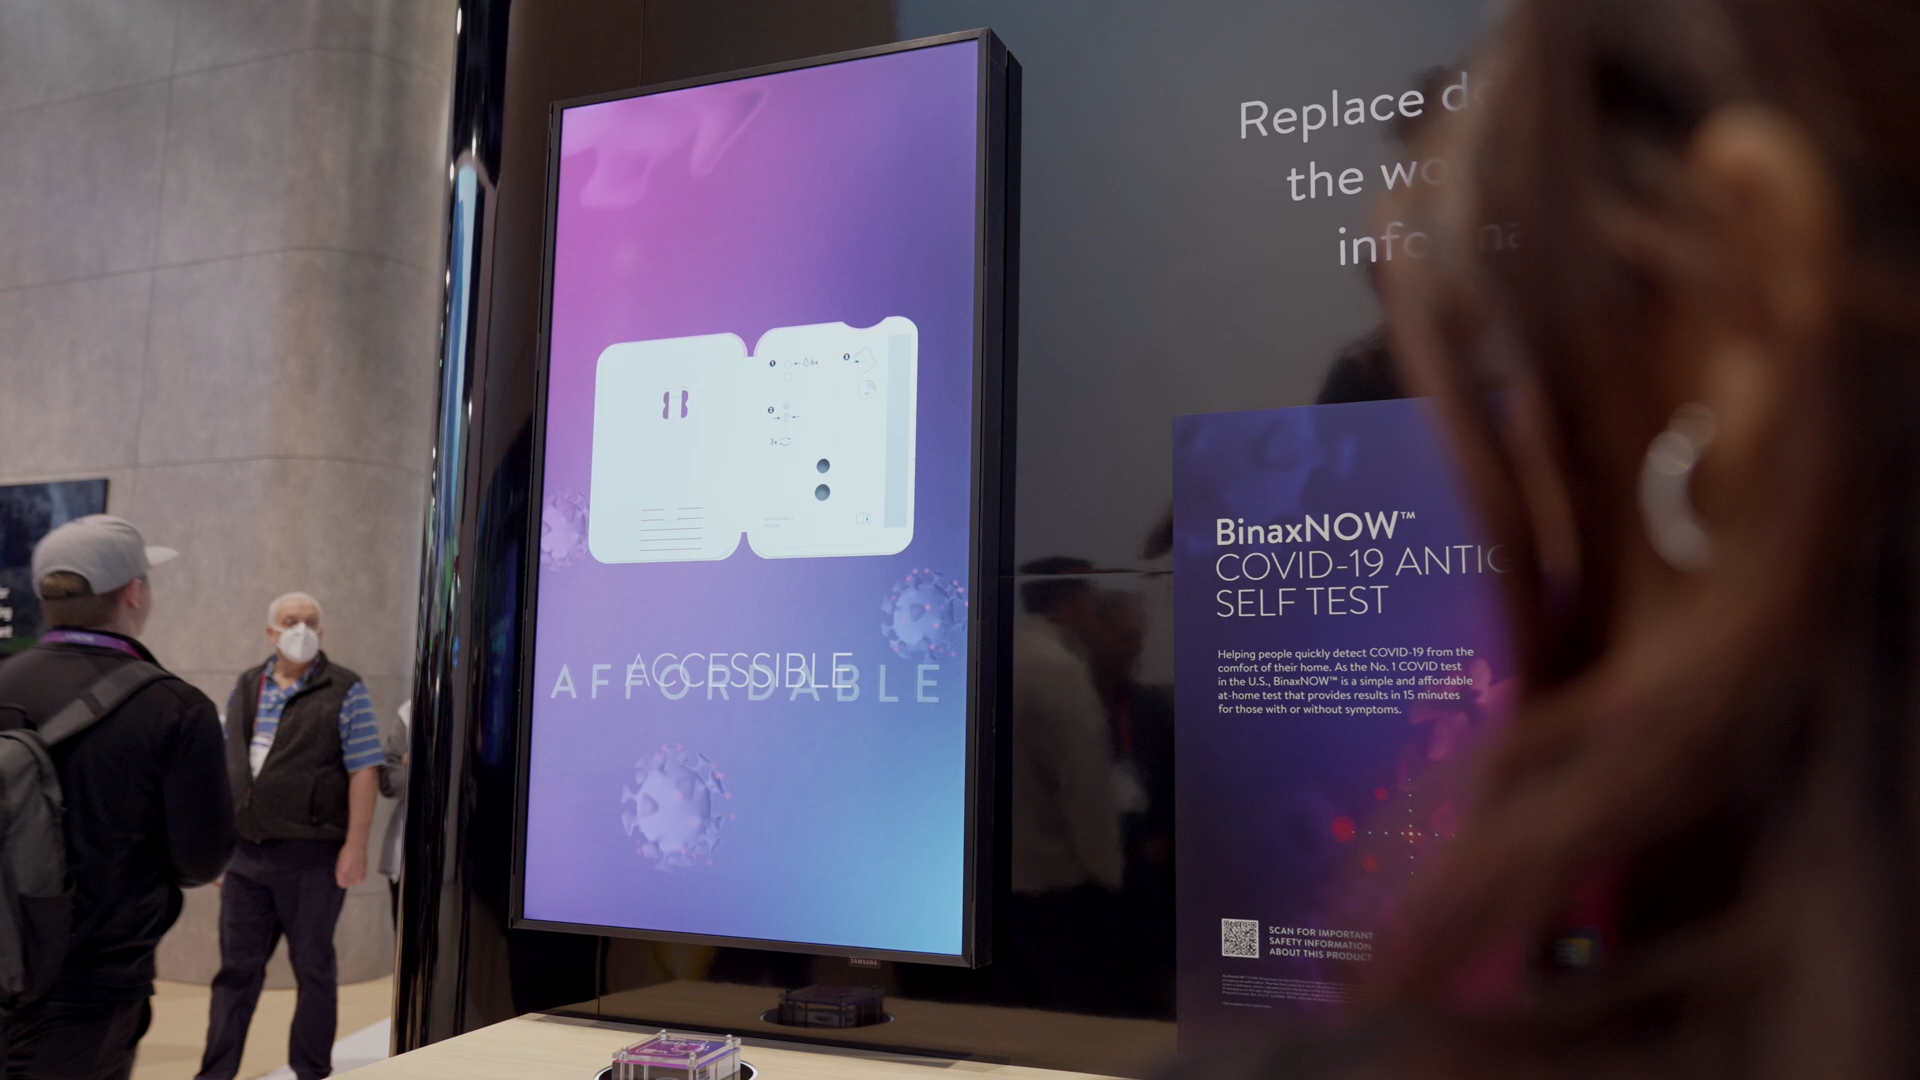 Replace
the
ACCESSIBLE
AFFORDABLE
BinaxNOW™
COVID-19
SELF TEST
Helping people quickly detect COVID-19 from the
comfort of their home. As the No. 1 COVID test
in the U.S., BinaxNOW™ is a simple and affordable
at-home test that provides results in 15 minutes
for those with or without symptoms.
SCAN FOR IMPORTANT
SAFETY INFORMATION
ABOUT THIS PRODUCT
SAMSUNG